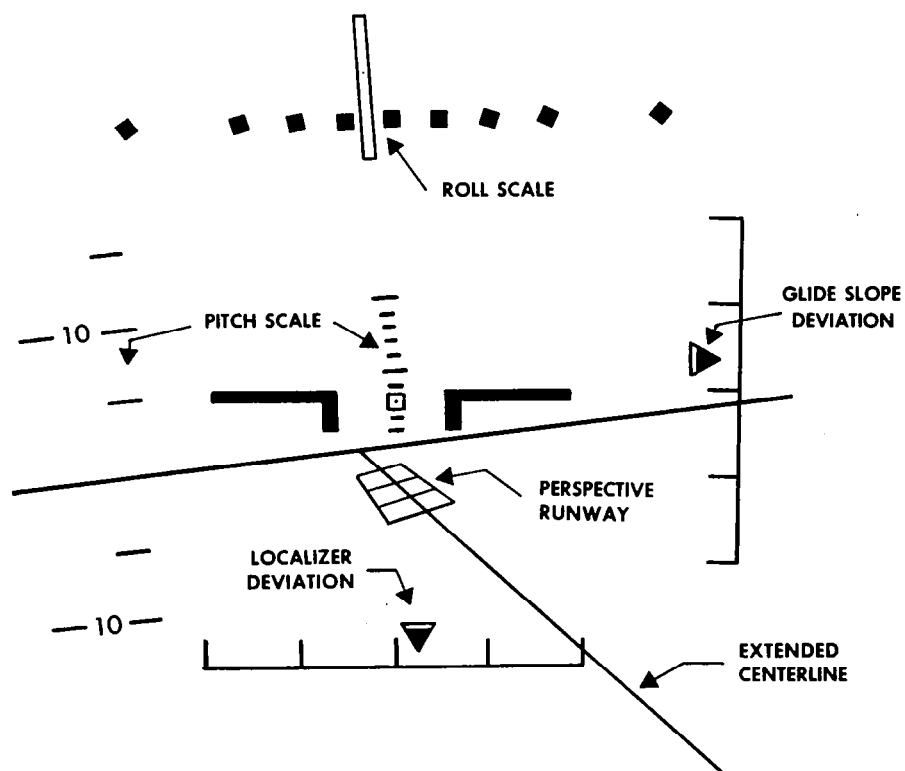 ROLL SCALE
GLIDE SLOPE
DEVIATION
PITCH SCALE
10
PERSPECTIVE
RUNWAY
LOCALIZER
DEVIATION
10
EXTENDED
CENTERLINE